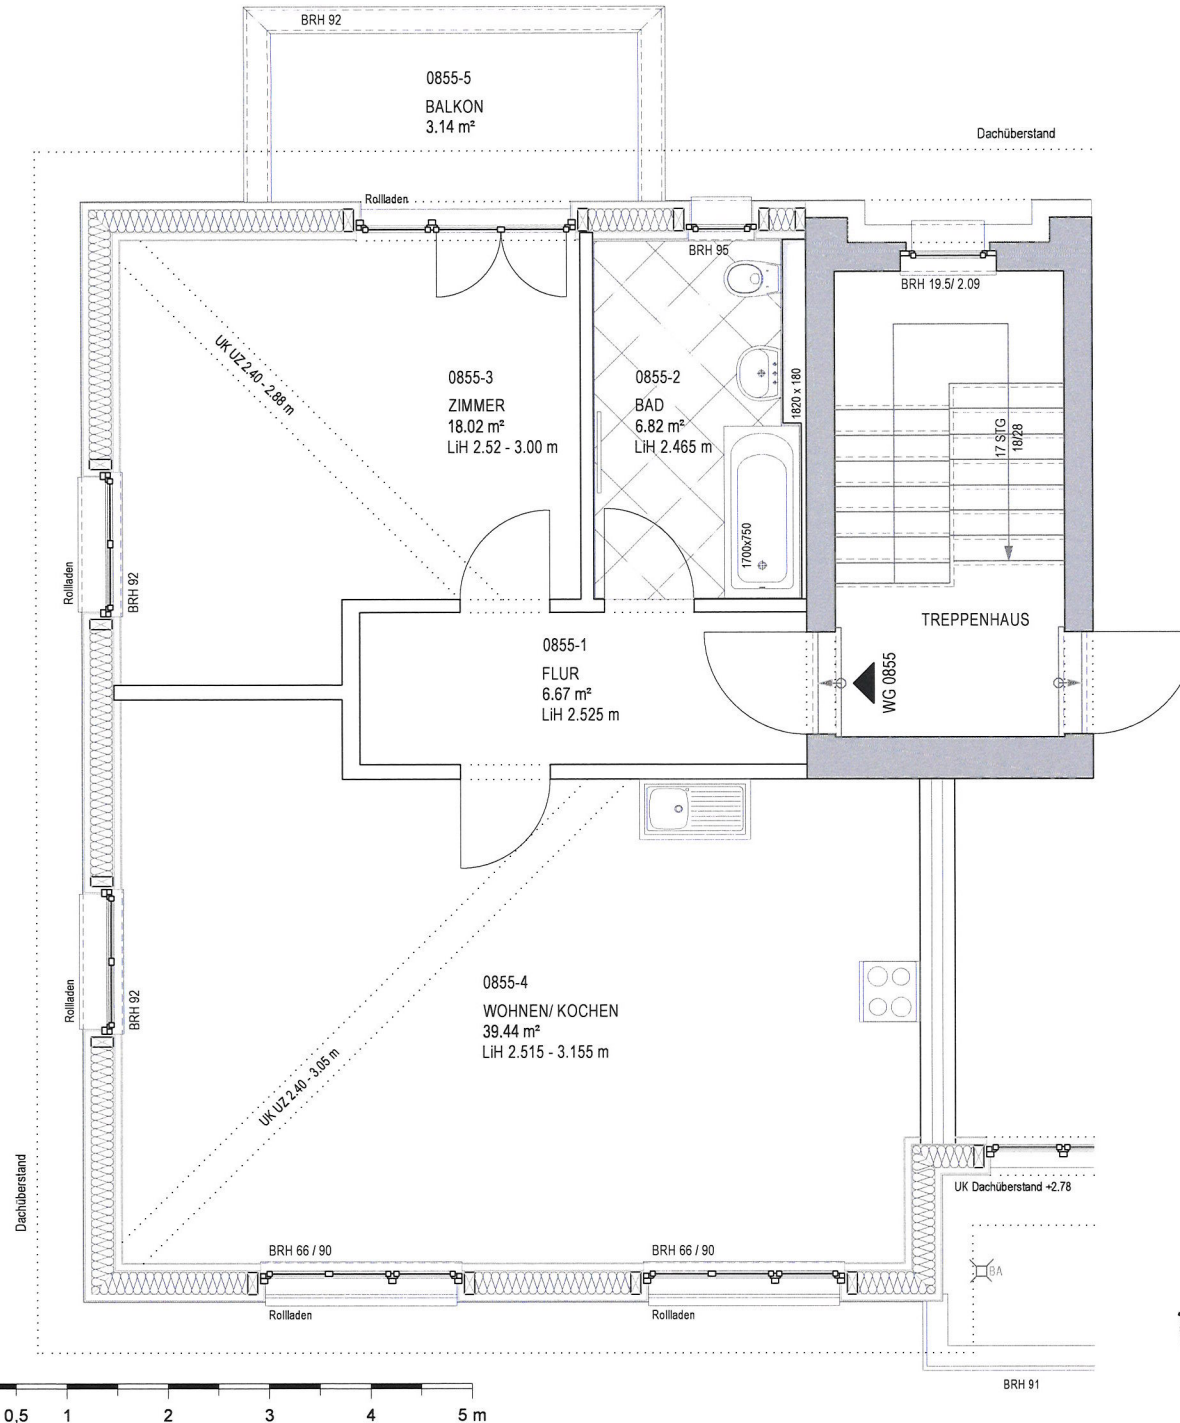 BRH 92
0855-5
BALKON
3.14 m²
Dachüberstand
Rollladen
BRH 95
BRH 19.5/ 2.09
UK UZ 2.40 - 2.88 m
0855-3
ZIMMER
18.02 m²
LiH 2.52 - 3.00 m
0855-2
BAD
6.82 m²
LiH 2.465 m
1820 x 180
17 STG
18/28
1700x750
Rollladen
BRH 92
TREPPENHAUS
0855-1
FLUR
6.67 m²
LiH 2.525 m
WG 0855
0855-4
WOHNEN/ KOCHEN
39.44 m²
LiH 2.515 - 3.155 m
Rollladen
BRH 92
UK UZ 2.40 - 3.05 m
Dachüberstand
UK Dachüberstand +2.78
BRH 66 / 90
BRH 66 / 90
BA
Rollladen
Rollladen
BRH 91
0,5 1 2 3 4 5 m